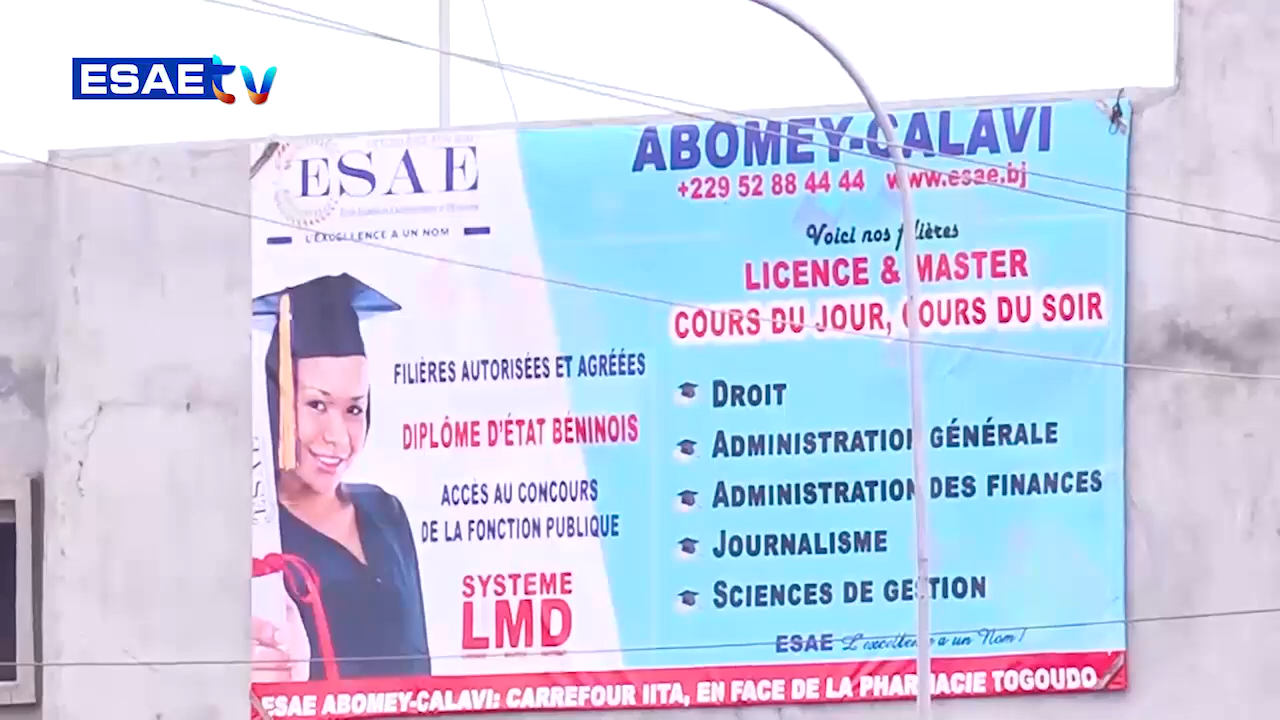 ESAEtv
ESAE
L'EXCELLENCE A UN NOM
FILIÈRES AUTORISÉES ET AGRÉÉES
DIPLÔME D'ÉTAT BÉNINOIS
ACCÈS AU CONCOURS
DE LA FONCTION PUBLIQUE
SYSTEME
LMD
ESAE
ABOMEY-CALAVI
+229 52 88 44 44 www.esae.bj
Voici nos filières
LICENCE & MASTER
COURS DU JOUR, COURS DU SOIR
DROIT
ADMINISTRATION GÉNÉRALE
ADMINISTRATION DES FINANCES
JOURNALISME
SCIENCES DE GESTION
ESAE L'excellence a un Nom !
ESAE ABOMEY-CALAVI: CARREFOUR IITA, EN FACE DE LA PHARMACIE TOGOUDO